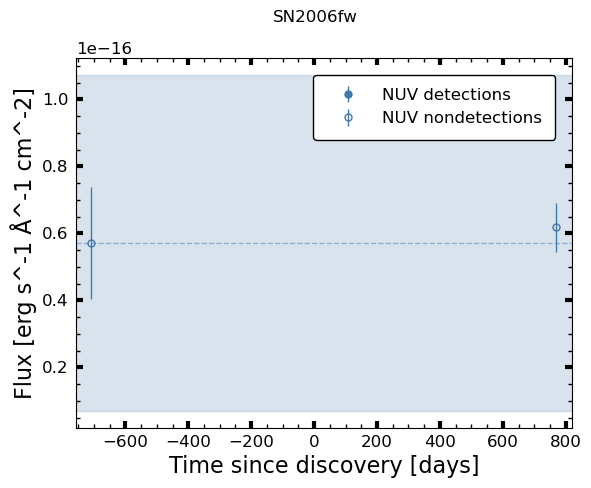 SN2006fw
1e−16
NUV detections
NUV nondetections
1.0
0.8
0.6
0.4
0.2
Flux [erg s^-1 Å^-1 cm^-2]
−600 −400 −200 0 200 400 600 800
Time since discovery [days]